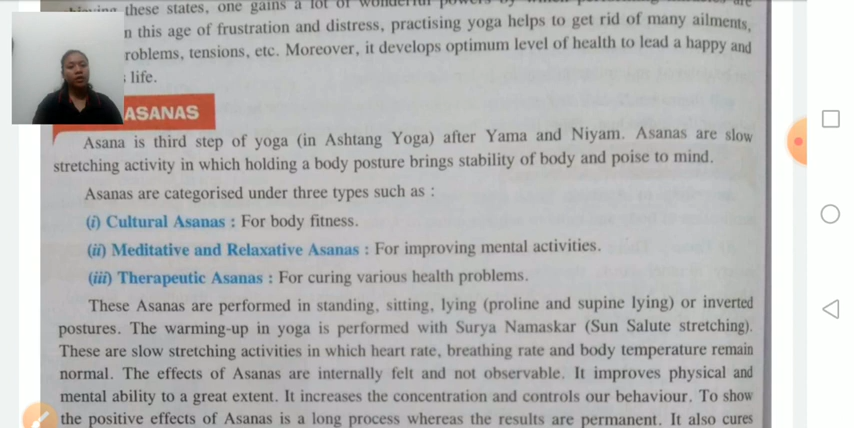 these states, one gains a lot of wonderful powers by which performing miracles are
n this age of frustration and distress, practising yoga helps to get rid of many ailments,
roblems, tensions, etc. Moreover, it develops optimum level of health to lead a happy and
life.
ASANAS
Asana is third step of yoga (in Ashtang Yoga) after Yama and Niyam. Asanas are slow
stretching activity in which holding a body posture brings stability of body and poise to mind.
Asanas are categorised under three types such as :
(i) Cultural Asanas : For body fitness.
(ii) Meditative and Relaxative Asanas : For improving mental activities.
(iii) Therapeutic Asanas : For curing various health problems.
These Asanas are performed in standing, sitting, lying (proline and supine lying) or inverted
postures. The warming-up in yoga is performed with Surya Namaskar (Sun Salute stretching).
These are slow stretching activities in which heart rate, breathing rate and body temperature remain
normal. The effects of Asanas are internally felt and not observable. It improves physical and
mental ability to a great extent. It increases the concentration and controls our behaviour. To show
the positive effects of Asanas is a long process whereas the results are permanent. It also cures